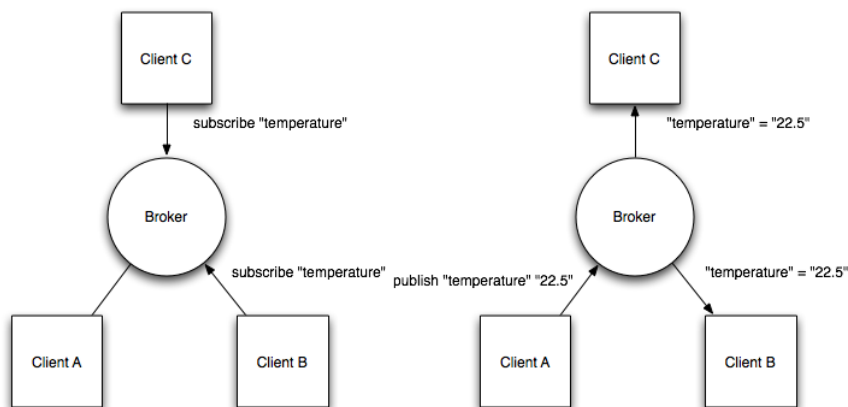 Client C
subscribe "temperature"
Broker
subscribe "temperature"
Client A
Client B
Client C
"temperature" = "22.5"
Broker
publish "temperature" "22.5"
"temperature" = "22.5"
Client A
Client B